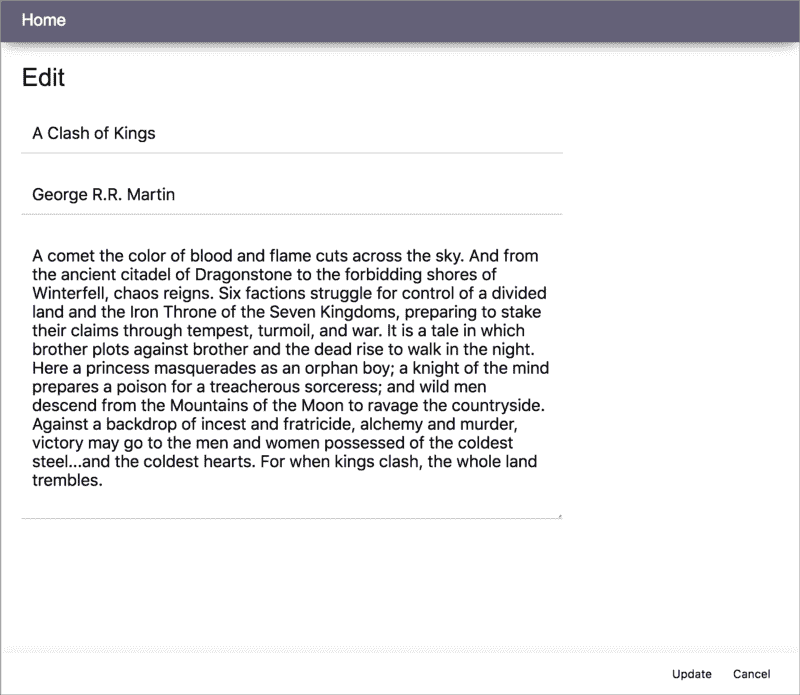 Home
Edit
A Clash of Kings
George R.R. Martin
A comet the color of blood and flame cuts across the sky. And from
the ancient citadel of Dragonstone to the forbidding shores of
Winterfell, chaos reigns. Six factions struggle for control of a divided
land and the Iron Throne of the Seven Kingdoms, preparing to stake
their claims through tempest, turmoil, and war. It is a tale in which
brother plots against brother and the dead rise to walk in the night.
Here a princess masquerades as an orphan boy; a knight of the mind
prepares a poison for a treacherous sorceress; and wild men
descend from the Mountains of the Moon to ravage the countryside.
Against a backdrop of incest and fratricide, alchemy and murder,
victory may go to the men and women possessed of the coldest
steel...and the coldest hearts. For when kings clash, the whole land
trembles.
Update Cancel